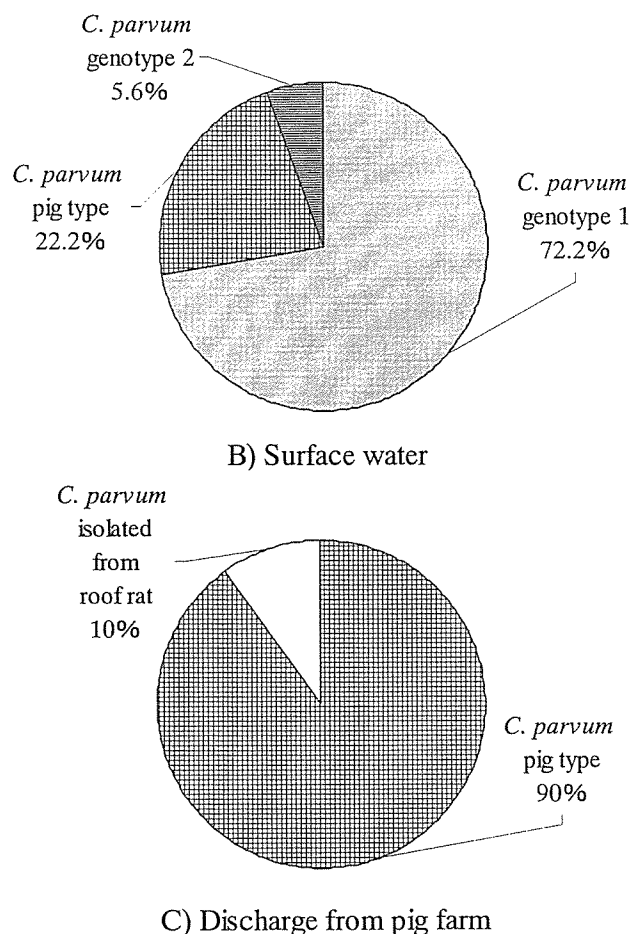 C. parvum
genotype 2
5.6%
C. parvum
pig type
22.2%
C. parvum
genotype 1
72.2%
B) Surface water
C. parvum
isolated
from
roof rat
10%
C. parvum
pig type
90%
C) Discharge from pig farm